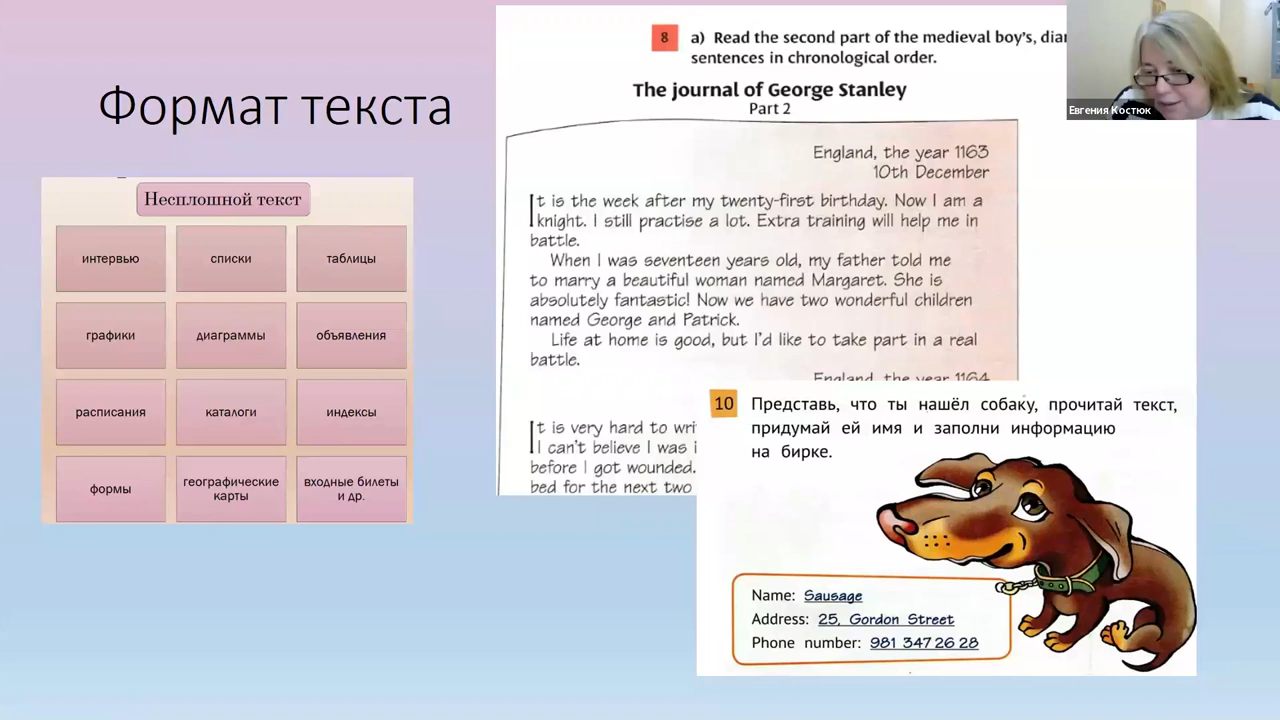 Формат текста
Несплошной текст
интервью
списки
таблицы
графики
диаграммы
объявления
расписания
каталоги
индексы
формы
географические
карты
входные билеты
и др.
8
a) Read the second part of the medieval boy's, diar
sentences in chronological order.
The journal of George Stanley
Part 2
England, the year 1163
10th December
It is the week after my twenty-first birthday. Now I am a
knight. I still practise a lot. Extra training will help me in
battle.
When I was seventeen years old, my father told me
to marry a beautiful woman named Margaret. She is
absolutely fantastic! Now we have two wonderful children
named George and Patrick.
Life at home is good, but I'd like to take part in a real
battle.
England, the year 1164
It is very hard to wri
I can't believe I was i
before I got wounded.
bed for the next two
Евгения Костюк
10
Представь, что ты нашёл собаку, прочитай текст,
придумай ей имя и заполни информацию
на бирке.
Name: Sausage
Address: 25, Gordon Street
Phone number: 981 347 26 28